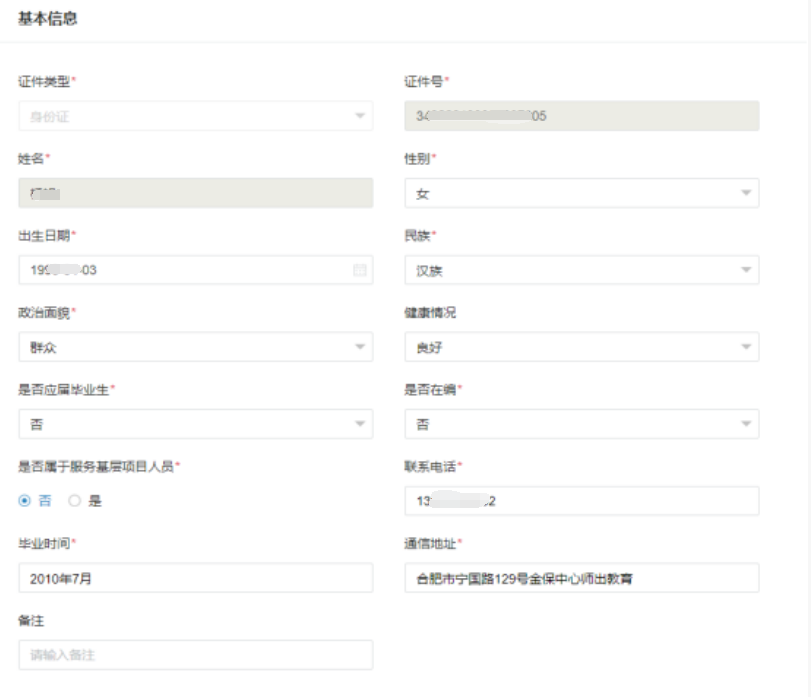 基本信息
证件类型* 证件号*
身份证 34 05
姓名* 性别*
女
出生日期* 民族*
199 -03 汉族
政治面貌* 健康情况
群众 良好
是否应届毕业生* 是否在编*
否 否
是否属于服务基层项目人员* 联系电话*
否 是 13 2
毕业时间* 通信地址*
2010年7月 合肥市宁国路129号金保中心师出教育
备注
请输入备注